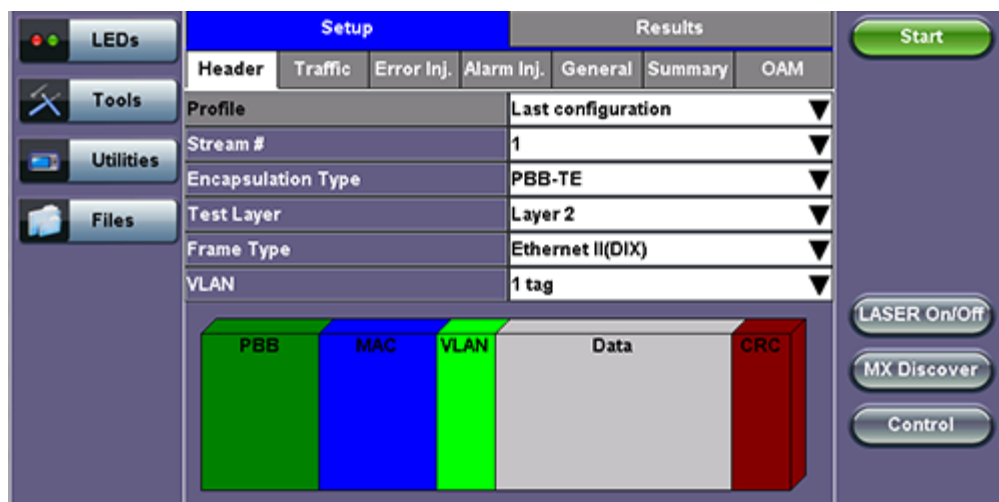 LEDs
Tools
Utilities
Files
Setup
Results
Header
Traffic
Error Inj.
Alarm Inj.
General
Summary
OAM
Profile
Last configuration
Stream #
1
Encapsulation Type
PBB-TE
Test Layer
Layer 2
Frame Type
Ethernet II(DIX)
VLAN
1 tag
PBB
MAC
VLAN
Data
CRC
Start
LASER On/Off
MX Discover
Control